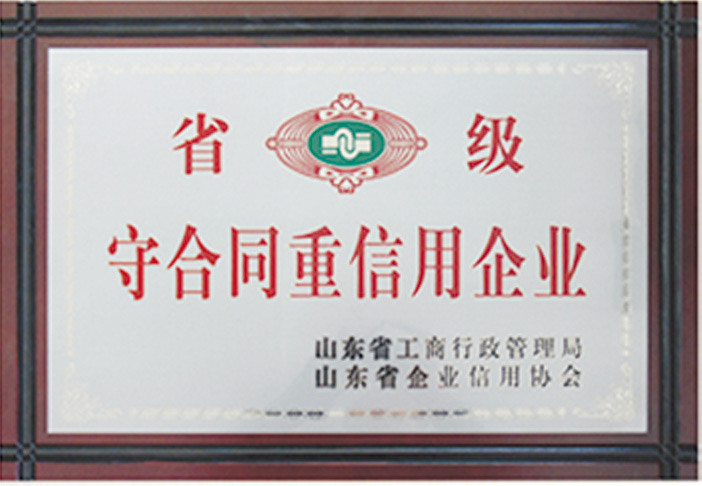 省 级
守合同重信用企业
山东省工商行政管理局
山东省企业信用协会